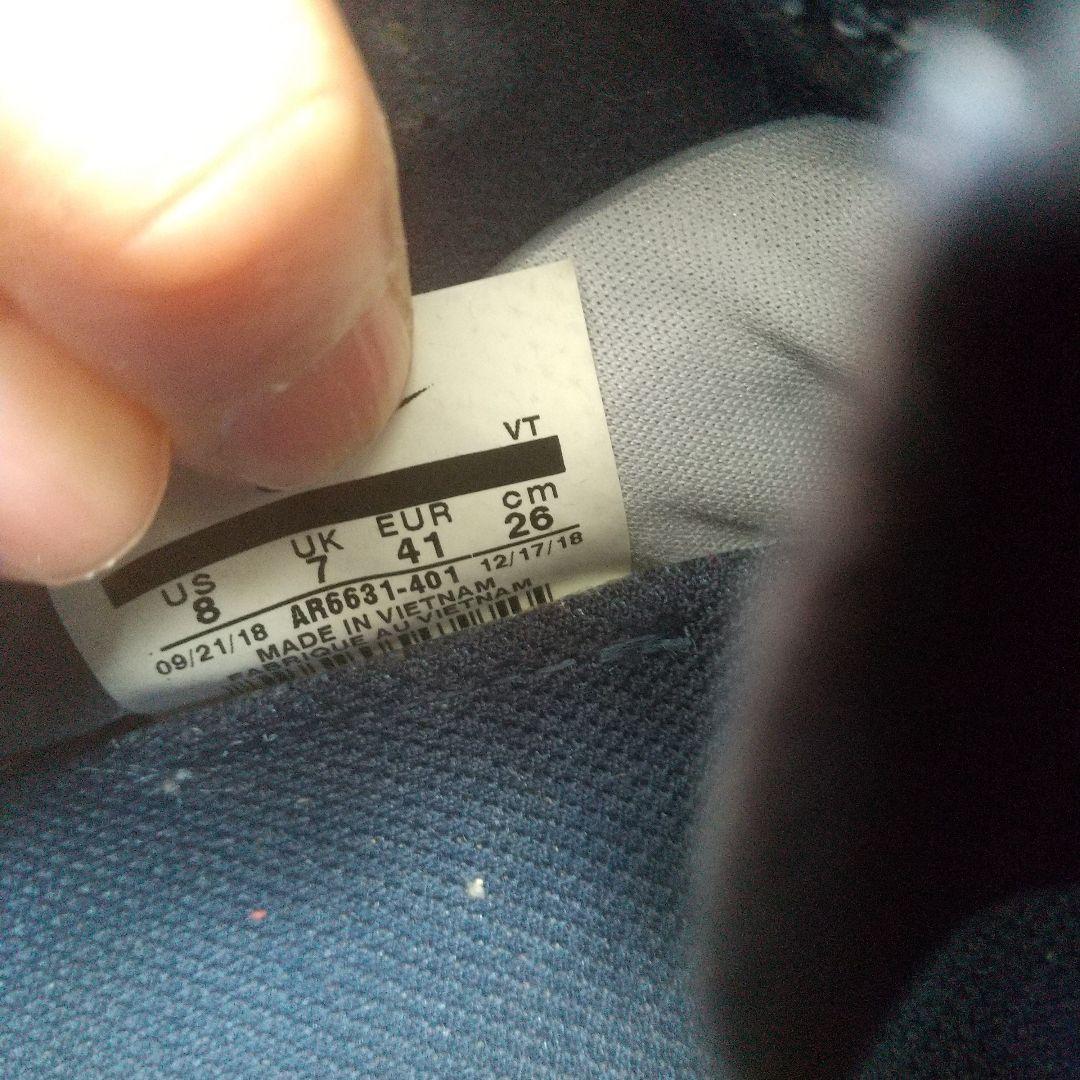 VT
US UK EUR cm
8 7 41 26
09/21/18 AR6631-401 12/17/18
MADE IN VIETNAM
FABRIQUE AU VIETNAM